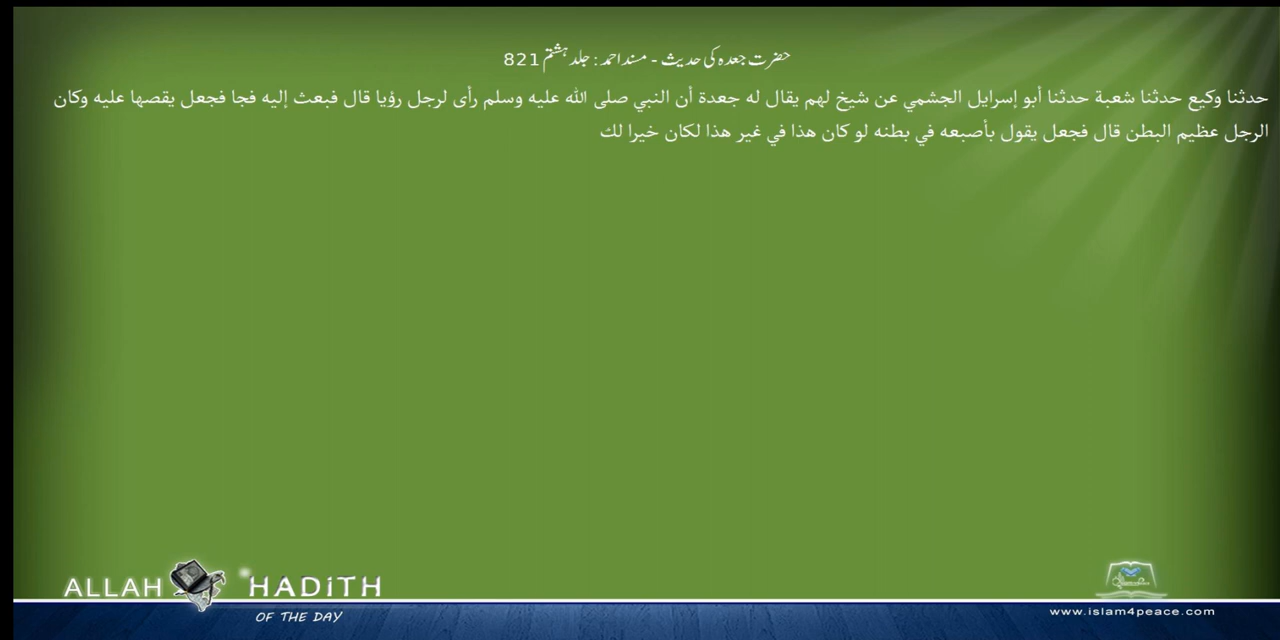 حضرت جعدہ کی حدیث - مسند احمد : جلد ہشتم 821
حدثنا وكيع حدثنا شعبة حدثنا أبو إسرايل الجشمي عن شيخ لهم يقال له جعدة أن النبي صلى الله عليه وسلم رأى لرجل رؤيا قال فبعث إليه فجا فجعل يقصها عليه وكان
الرجل عظيم البطن قال فجعل يقول بأصبعه في بطنه لو كان هذا في غير هذا لكان خيرا لك
ALLAH HADITH
OF THE DAY
www.islam4peace.com